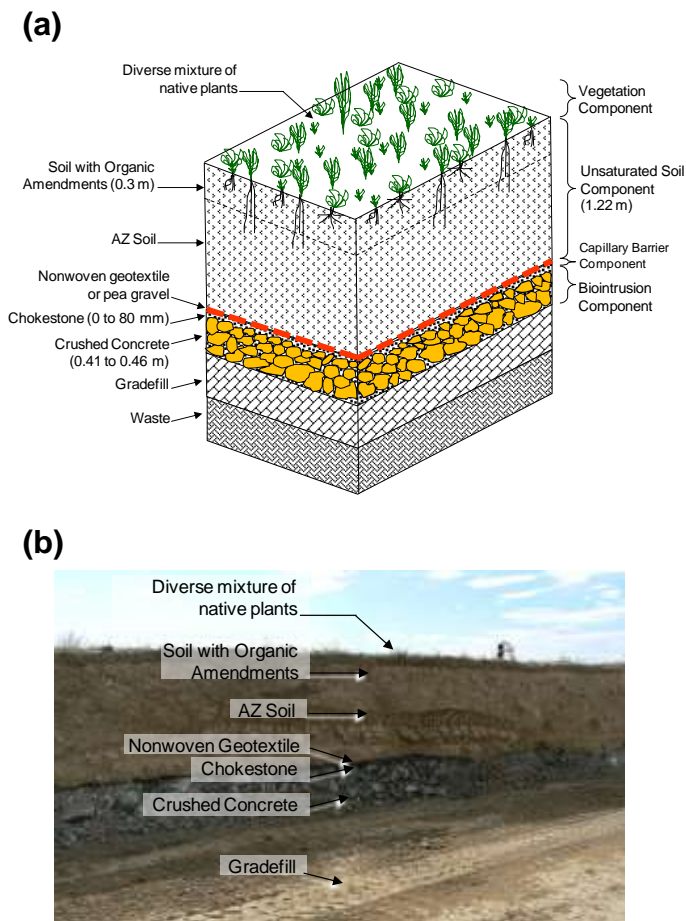 (a)
Diverse mixture of
native plants
Vegetation
Component
Soil with Organic
Amendments (0.3 m)
Unsaturated Soil
Component
(1.22 m)
AZ Soil
Capillary Barrier
Component
Nonwoven geotextile
or pea gravel
Biointrusion
Component
Chokestone (0 to 80 mm)
Crushed Concrete
(0.41 to 0.46 m)
Gradefill
Waste
(b)
Diverse mixture of
native plants
Soil with Organic
Amendments
AZ Soil
Nonwoven Geotextile
Chokestone
Crushed Concrete
Gradefill